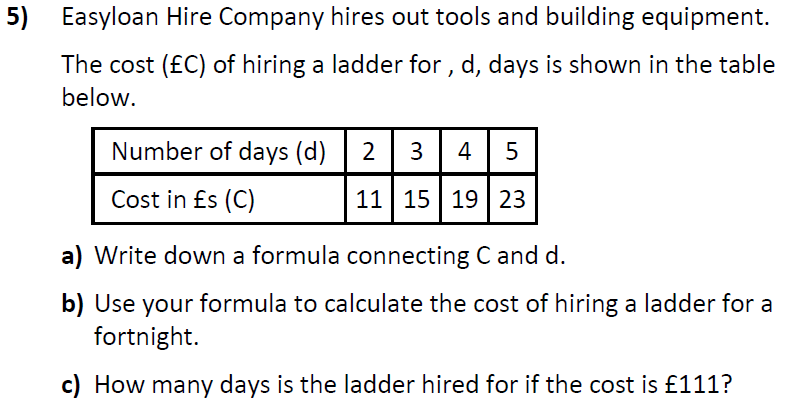 5) Easyloan Hire Company hires out tools and building equipment.
The cost (£C) of hiring a ladder for , d, days is shown in the table
below.
Number of days (d) 2 3 4 5
Cost in £s (C) 11 15 19 23
a) Write down a formula connecting C and d.
b) Use your formula to calculate the cost of hiring a ladder for a
fortnight.
c) How many days is the ladder hired for if the cost is £111?